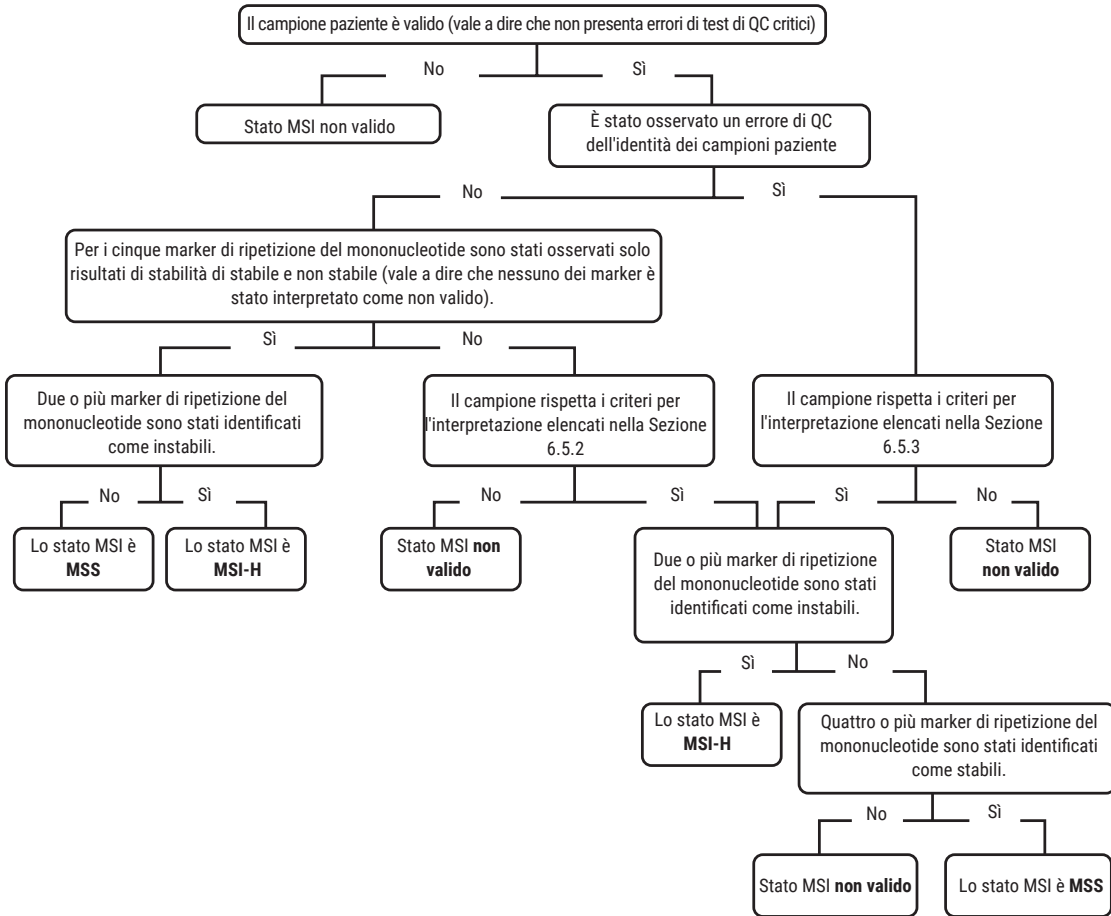 Il campione paziente è valido (vale a dire che non presenta errori di test di QC critici)
No
Sì
Stato MSI non valido
È stato osservato un errore di QC
dell'identità dei campioni paziente
No
Sì
Per i cinque marker di ripetizione del mononucleotide sono stati osservati solo
risultati di stabilità di stabile e non stabile (vale a dire che nessuno dei marker è
stato interpretato come non valido).
Sì
No
Due o più marker di ripetizione del
mononucleotide sono stati identificati
come instabili.
Il campione rispetta i criteri per
l'interpretazione elencati nella Sezione
6.5.2
Il campione rispetta i criteri per
l'interpretazione elencati nella Sezione
6.5.3
No
Sì
No
Sì
Sì
No
Lo stato MSI è
MSS
Lo stato MSI è
MSI-H
Stato MSI non
valido
Due o più marker di ripetizione
del mononucleotide sono stati
identificati come instabili.
Stato MSI
non valido
Sì
No
Lo stato MSI è
MSI-H
Quattro o più marker di ripetizione del
mononucleotide sono stati identificati
come stabili.
No
Sì
Stato MSI non valido
Lo stato MSI è MSS